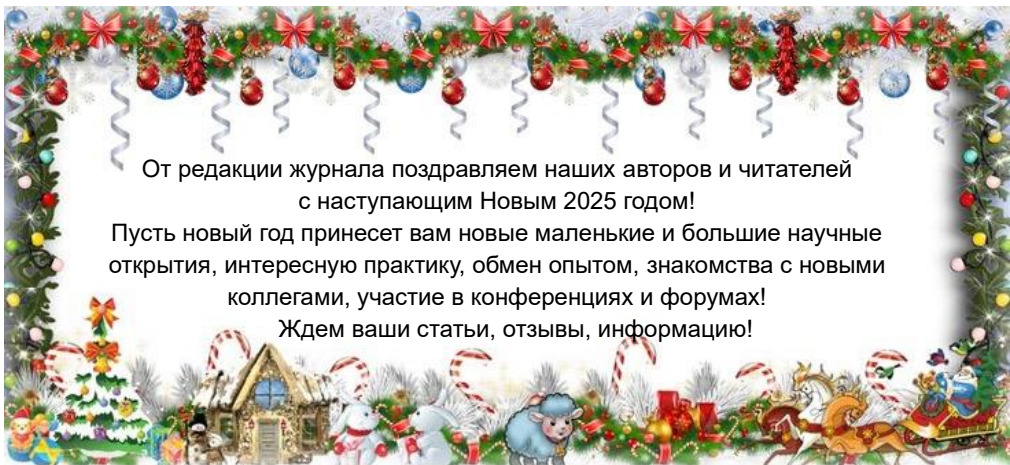 От редакции журнала поздравляем наших авторов и читателей
с наступающим Новым 2025 годом!
Пусть новый год принесет вам новые маленькие и большие научные
открытия, интересную практику, обмен опытом, знакомства с новыми
коллегами, участие в конференциях и форумах!
Ждем ваши статьи, отзывы, информацию!